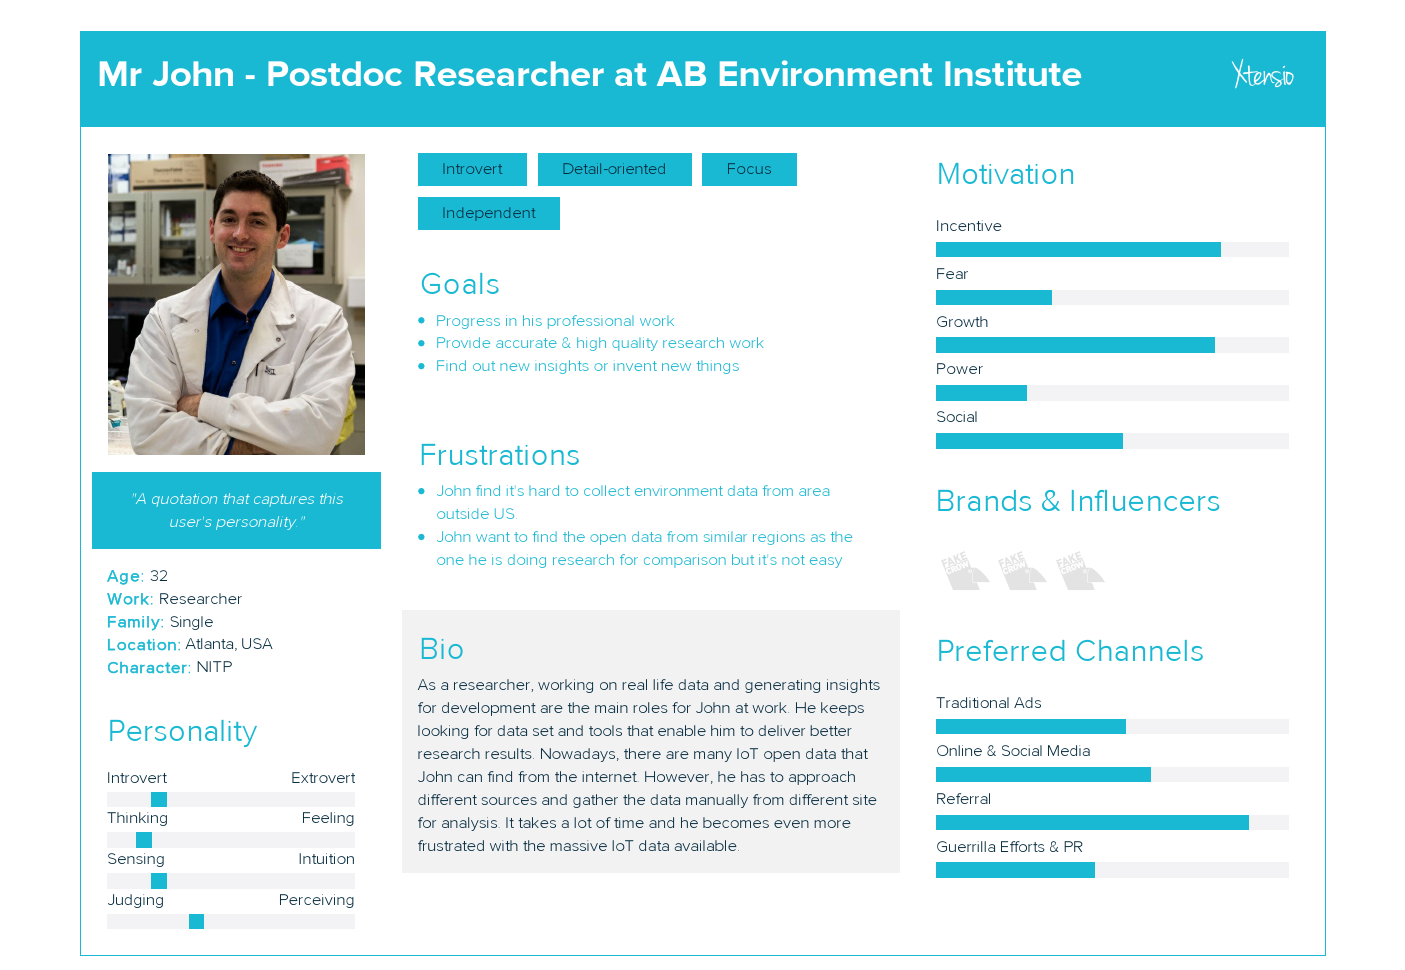 Mr John - Postdoc Researcher at AB Environment Institute
Xtensio
"A quotation that captures this
user's personality."
Age: 32
Work: Researcher
Family: Single
Location: Atlanta, USA
Character: NITP
Personality
Introvert Extrovert
Thinking Feeling
Sensing Intuition
Judging Perceiving
Introvert Detail-oriented Focus
Independent
Goals
Progress in his professional work
Provide accurate & high quality research work
Find out new insights or invent new things
Frustrations
John find it's hard to collect environment data from area
outside US.
John want to find the open data from similar regions as the
one he is doing research for comparison but it's not easy
Bio
As a researcher, working on real life data and generating insights
for development are the main roles for John at work. He keeps
looking for data set and tools that enable him to deliver better
research results. Nowadays, there are many IoT open data that
John can find from the internet. However, he has to approach
different sources and gather the data manually from different site
for analysis. It takes a lot of time and he becomes even more
frustrated with the massive IoT data available.
Motivation
Incentive
Fear
Growth
Power
Social
Brands & Influencers
FAKE
FAKE
FAKE
Preferred Channels
Traditional Ads
Online & Social Media
Referral
Guerrilla Efforts & PR